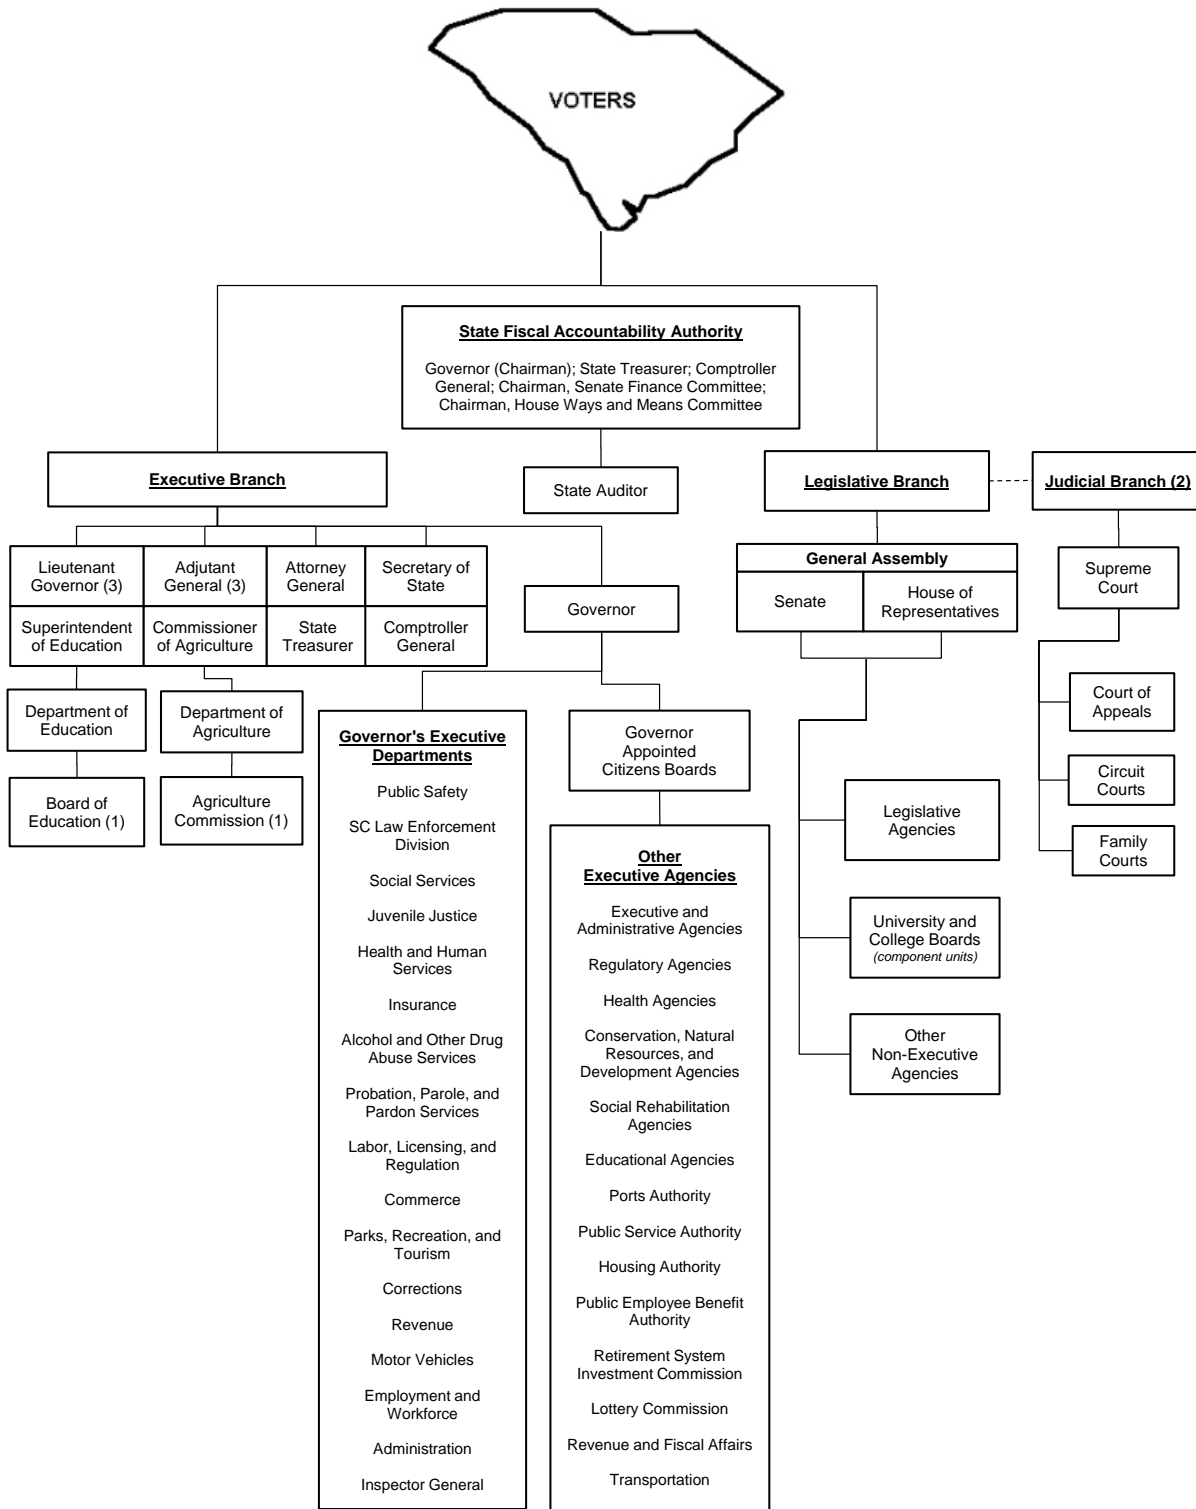 VOTERS
State Fiscal Accountability Authority
Governor (Chairman); State Treasurer; Comptroller
General; Chairman, Senate Finance Committee;
Chairman, House Ways and Means Committee
Executive Branch
State Auditor
Legislative Branch
Judicial Branch (2)
Lieutenant
Governor (3)
Adjutant
General (3)
Attorney
General
Secretary of
State
Superintendent
of Education
Commissioner
of Agriculture
State
Treasurer
Comptroller
General
Governor
General Assembly
Senate
House of
Representatives
Supreme
Court
Department of
Education
Department of
Agriculture
Board of
Education (1)
Agriculture
Commission (1)
Governor's Executive
Departments
Public Safety
SC Law Enforcement
Division
Social Services
Juvenile Justice
Health and Human
Services
Insurance
Alcohol and Other Drug
Abuse Services
Probation, Parole, and
Pardon Services
Labor, Licensing, and
Regulation
Commerce
Parks, Recreation, and
Tourism
Corrections
Revenue
Motor Vehicles
Employment and
Workforce
Administration
Inspector General
Governor
Appointed
Citizens Boards
Other
Executive Agencies
Executive and
Administrative Agencies
Regulatory Agencies
Health Agencies
Conservation, Natural
Resources, and
Development Agencies
Social Rehabilitation
Agencies
Educational Agencies
Ports Authority
Public Service Authority
Housing Authority
Public Employee Benefit
Authority
Retirement System
Investment Commission
Lottery Commission
Revenue and Fiscal Affairs
Transportation
Legislative
Agencies
University and
College Boards
(component units)
Other
Non-Executive
Agencies
Court of
Appeals
Circuit
Courts
Family
Courts